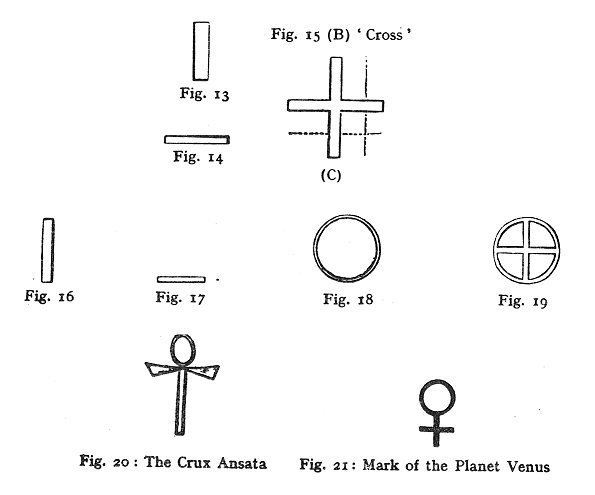 Fig. 15 (B) ‘ Cross ’
Fig. 13
Fig. 14
(C)
Fig. 16
Fig. 17
Fig. 18
Fig. 19
Fig. 20 : The Crux Ansata
Fig. 21: Mark of the Planet Venus